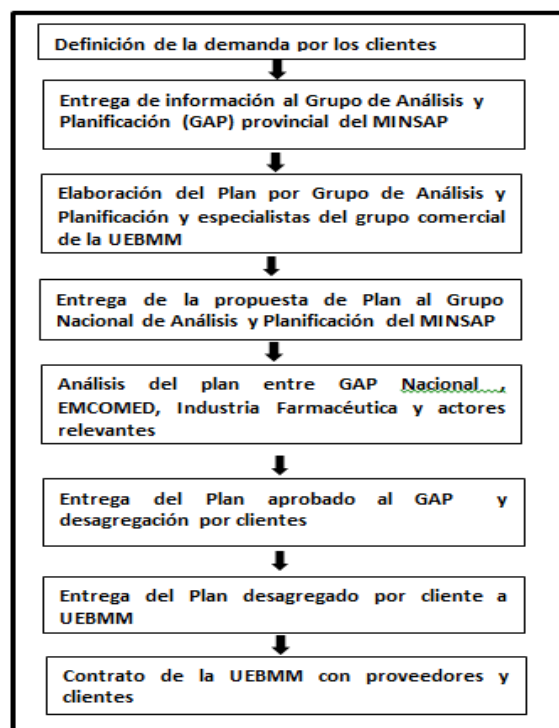 Definición de la demanda por los clientes
Entrega de información al Grupo de Análisis y
Planificación (GAP) provincial del MINSAP
Elaboración del Plan por Grupo de Análisis y
Planificación y especialistas del grupo comercial
de la UEBMM
Entrega de la propuesta de Plan al Grupo
Nacional de Análisis y Planificación del MINSAP
Análisis del plan entre GAP Nacional ,
EMCOMED, Industria Farmacéutica y actores
relevantes
Entrega del Plan aprobado al GAP y
desagregación por clientes
Entrega del Plan desagregado por cliente a
UEBMM
Contrato de la UEBMM con proveedores y
clientes